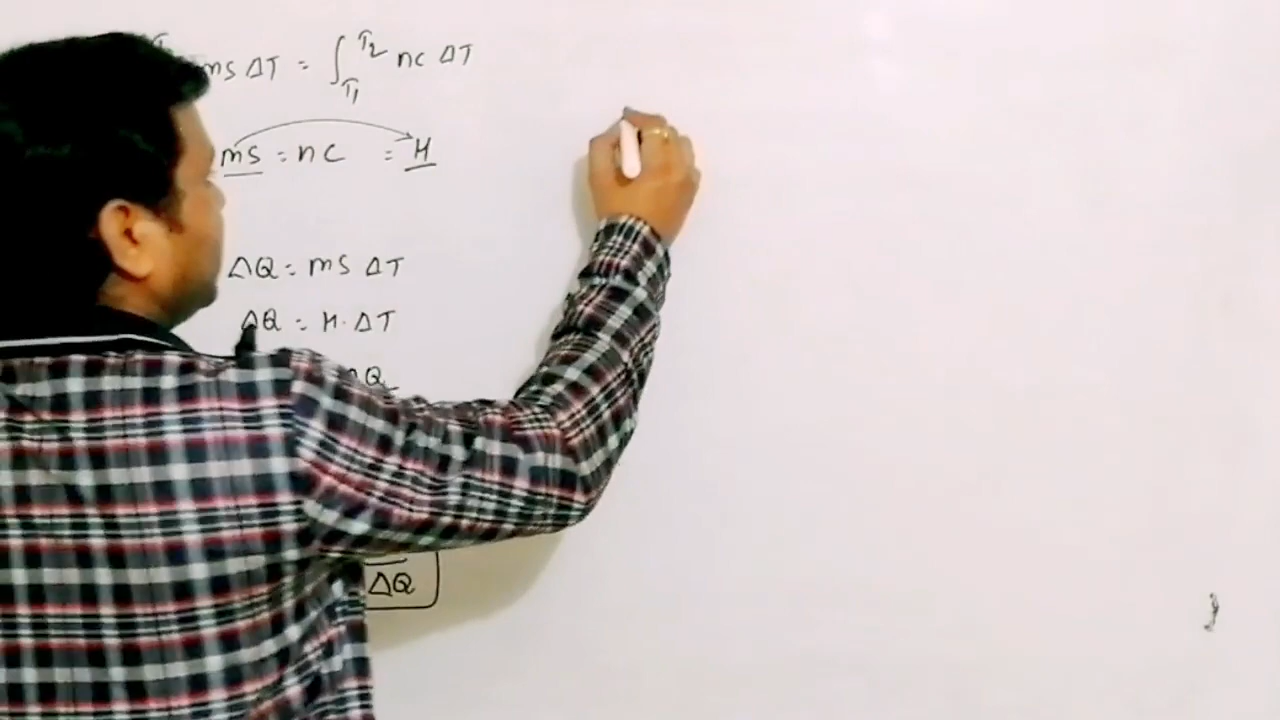 mS ΔT = ∫ T2 T1 nC ΔT
mS = nC = H
ΔQ = mS ΔT
ΔQ = H·ΔT
ΔQ
ΔQ